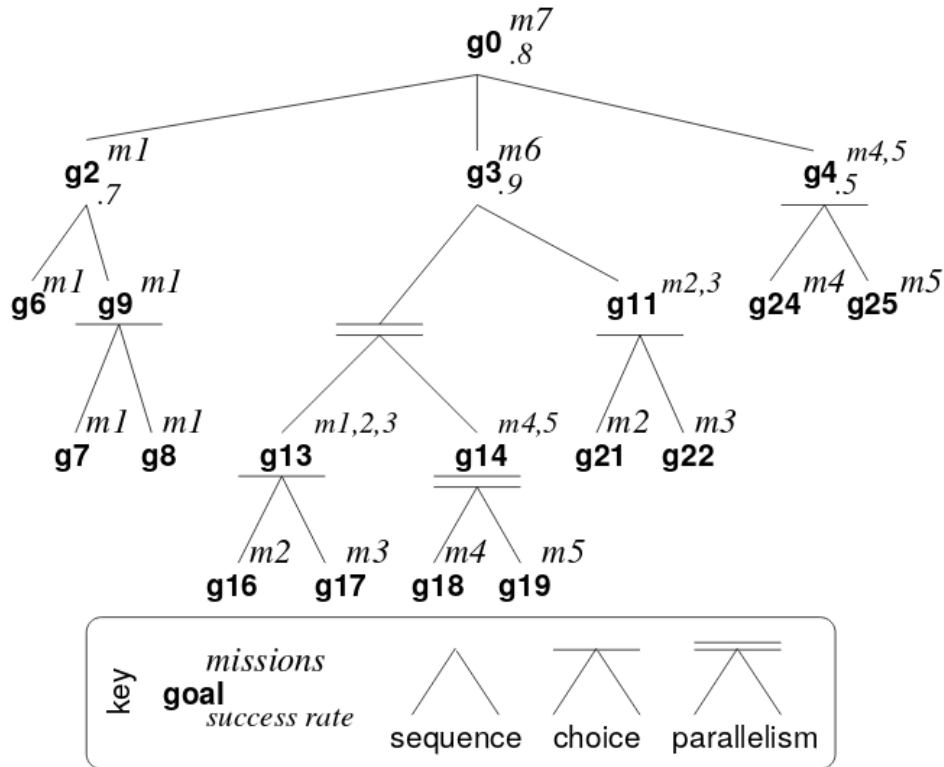 g0 m7 .8
g2 m1 .7
g3 m6 .9
g4 m4,5 .5
g6 m1
g9 m1
g11 m2,3
g24 m4
g25 m5
g7 m1
g8 m1
g13 m1,2,3
g14 m4,5
g21 m2
g22 m3
g16 m2
g17 m3
g18 m4
g19 m5
key
missions
goal
success rate
sequence
choice
parallelism